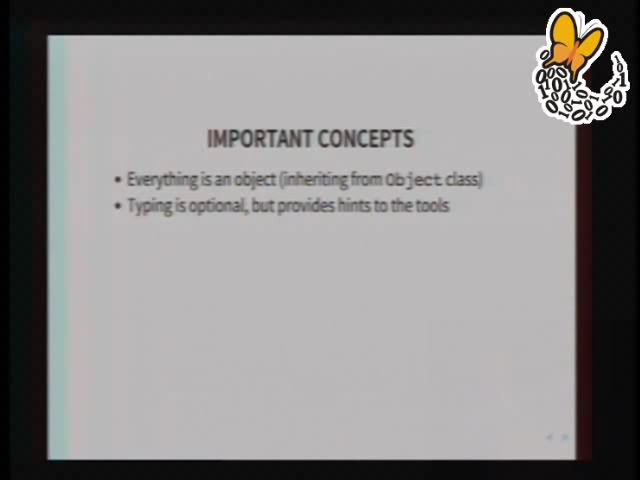 IMPORTANT CONCEPTS
• Everything is an object (inheriting from Object class)
• Typing is optional, but provides hints to the tools